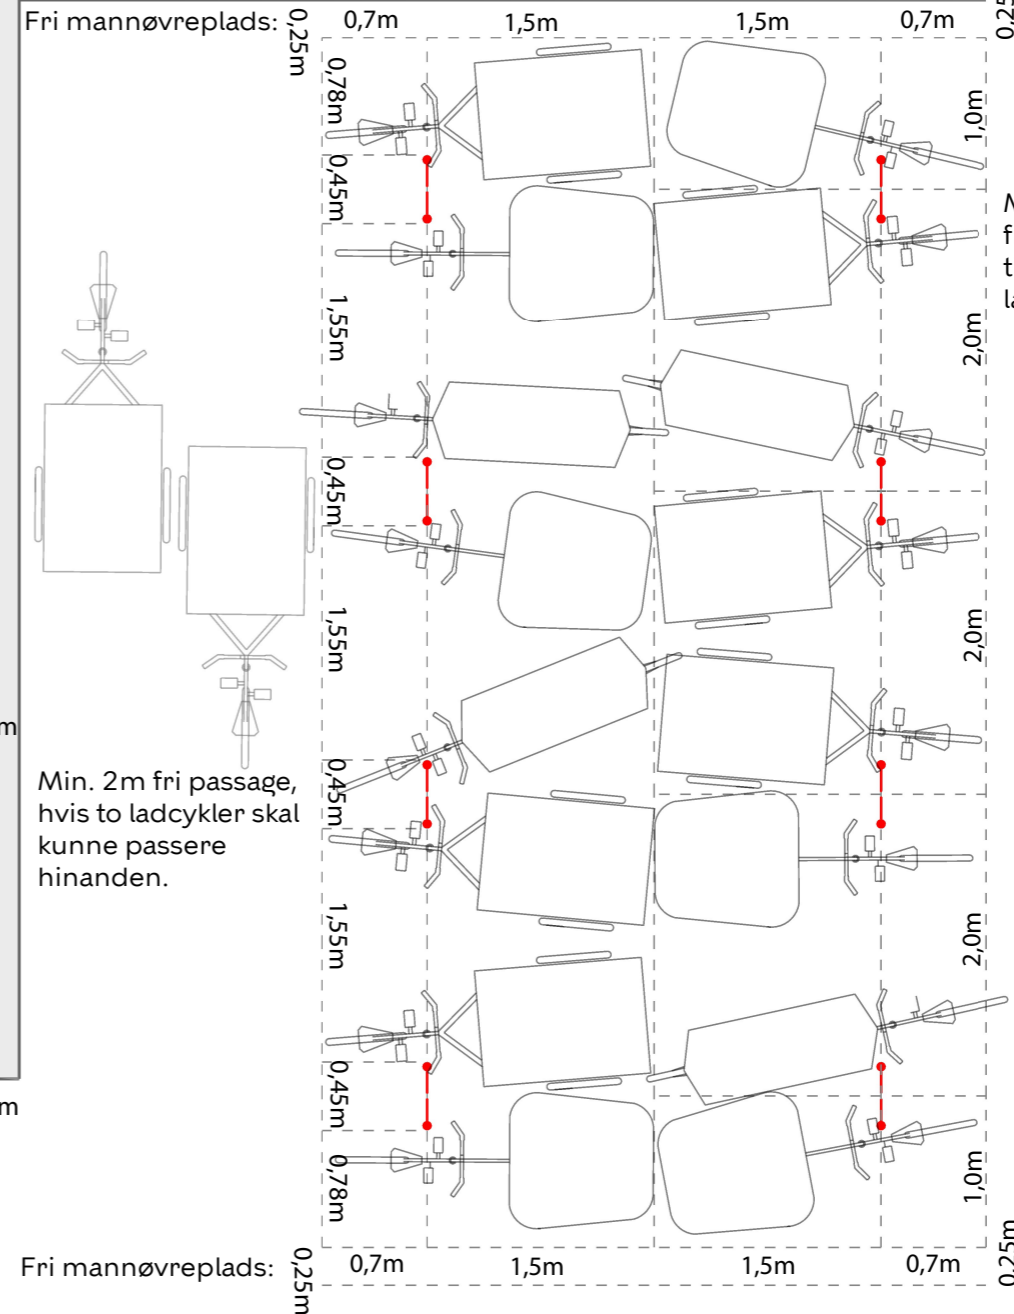 Fri mannøvreplads:
0,25m
0,7m
1,5m
1,5m
0,7m
0,78m
1,0m
0,45m
1,55m
2,0m
0,45m
1,55m
2,0m
m
Min. 2m fri passage,
hvis to ladcykler skal
kunne passere
hinanden.
0,45m
1,55m
2,0m
0,45m
m
0,78m
1,0m
Fri mannøvreplads:
0,25m
0,7m
1,5m
1,5m
0,7m
0,25m